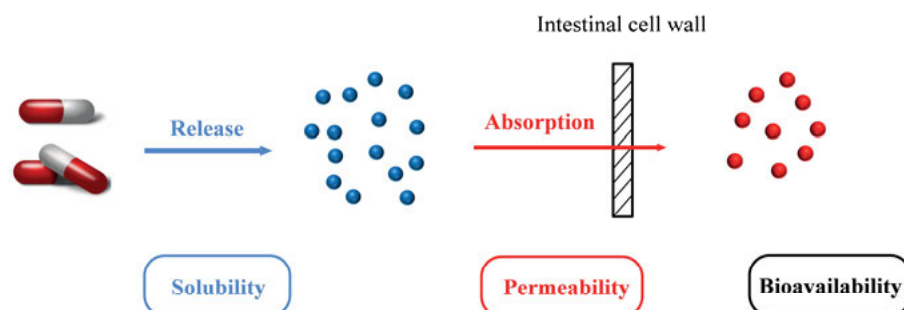 Intestinal cell wall
Release
Absorption
Solubility
Permeability
Bioavailability